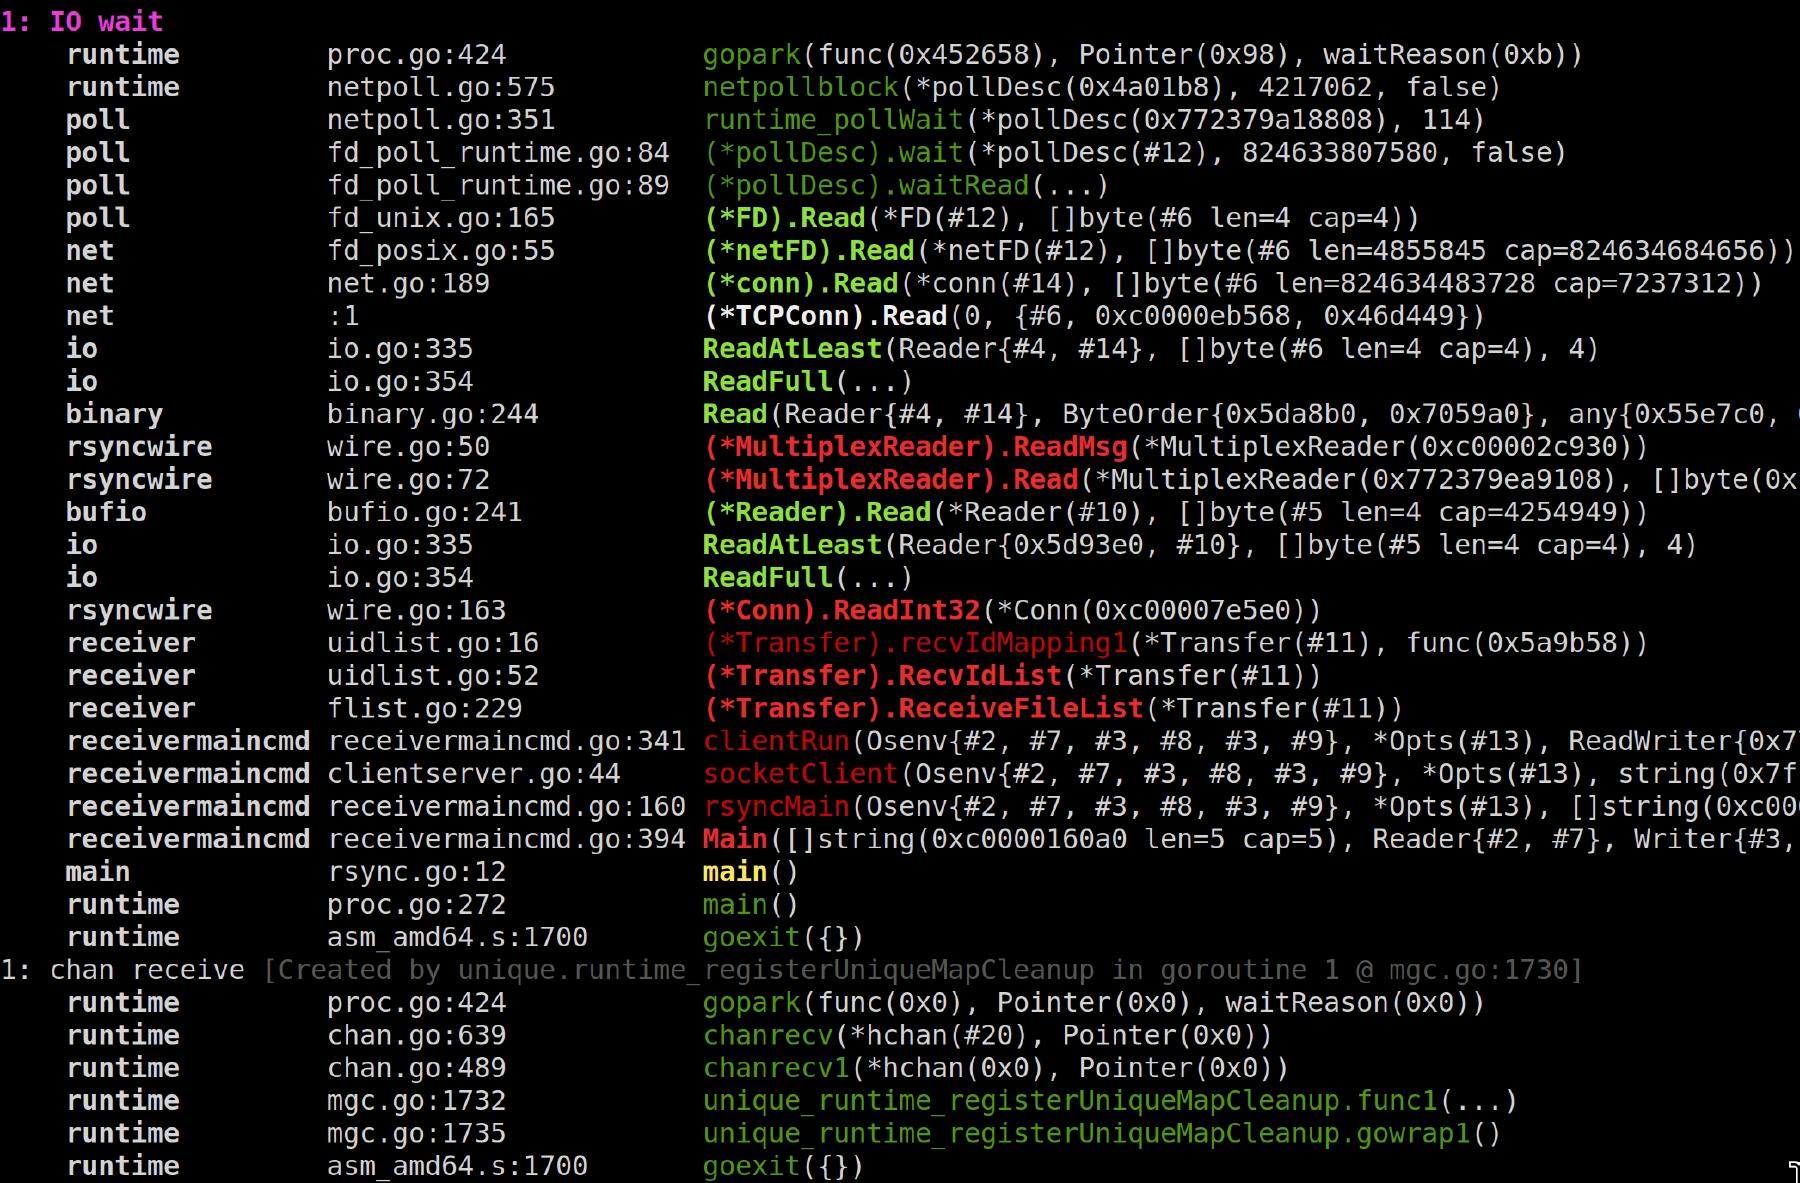 1: IO wait
    runtime         proc.go:424            gopark(func(0x452658), Pointer(0x98), waitReason(0xb))
    runtime         netpoll.go:575         netpollblock(*pollDesc(0x4a01b8), 4217062, false)
    poll            netpoll.go:351         runtime_pollWait(*pollDesc(0x772379a18808), 114)
    poll            fd_poll_runtime.go:84  (*pollDesc).wait(*pollDesc(#12), 824633807580, false)
    poll            fd_poll_runtime.go:89  (*pollDesc).waitRead(...)
    poll            fd_unix.go:165         (*FD).Read(*FD(#12), []byte(#6 len=4 cap=4))
    net             fd_posix.go:55         (*netFD).Read(*netFD(#12), []byte(#6 len=4855845 cap=824634684656))
    net             net.go:189             (*conn).Read(*conn(#14), []byte(#6 len=824634483728 cap=7237312))
    net             :1                     (*TCPConn).Read(0, {#6, 0xc0000eb568, 0x46d449})
    io              io.go:335              ReadAtLeast(Reader{#4, #14}, []byte(#6 len=4 cap=4), 4)
    io              io.go:354              ReadFull(...)
    binary          binary.go:244          Read(Reader{#4, #14}, ByteOrder{0x5da8b0, 0x7059a0}, any{0x55e7c0,
    rsyncwire       wire.go:50             (*MultiplexReader).ReadMsg(*MultiplexReader(0xc00002c930))
    rsyncwire       wire.go:72             (*MultiplexReader).Read(*MultiplexReader(0x772379ea9108), []byte(0x
    bufio           bufio.go:241           (*Reader).Read(*Reader(#10), []byte(#5 len=4 cap=4254949))
    io              io.go:335              ReadAtLeast(Reader{0x5d93e0, #10}, []byte(#5 len=4 cap=4), 4)
    io              io.go:354              ReadFull(...)
    rsyncwire       wire.go:163            (*Conn).ReadInt32(*Conn(0xc00007e5e0))
    receiver        uidlist.go:16          (*Transfer).recvIdMapping1(*Transfer(#11), func(0x5a9b58))
    receiver        uidlist.go:52          (*Transfer).RecvIdList(*Transfer(#11))
    receiver        flist.go:229           (*Transfer).ReceiveFileList(*Transfer(#11))
    receivermaincmd receivermaincmd.go:341 clientRun(Osenv{#2, #7, #3, #8, #3, #9}, *Opts(#13), ReadWriter{0x7
    receivermaincmd clientserver.go:44     socketClient(Osenv{#2, #7, #3, #8, #3, #9}, *Opts(#13), string(0x7f
    receivermaincmd receivermaincmd.go:160 rsyncMain(Osenv{#2, #7, #3, #8, #3, #9}, *Opts(#13), []string(0xc00
    receivermaincmd receivermaincmd.go:394 Main([]string(0xc0000160a0 len=5 cap=5), Reader{#2, #7}, Writer{#3,
    main            rsync.go:12            main()
    runtime         proc.go:272            main()
    runtime         asm_amd64.s:1700       goexit({})
1: chan receive [Created by unique.runtime_registerUniqueMapCleanup in goroutine 1 @ mgc.go:1730]
    runtime         proc.go:424            gopark(func(0x0), Pointer(0x0), waitReason(0x0))
    runtime         chan.go:639            chanrecv(*hchan(#20), Pointer(0x0))
    runtime         chan.go:489            chanrecv1(*hchan(0x0), Pointer(0x0))
    runtime         mgc.go:1732            unique_runtime_registerUniqueMapCleanup.func1(...)
    runtime         mgc.go:1735            unique_runtime_registerUniqueMapCleanup.gowrap1()
    runtime         asm_amd64.s:1700       goexit({})